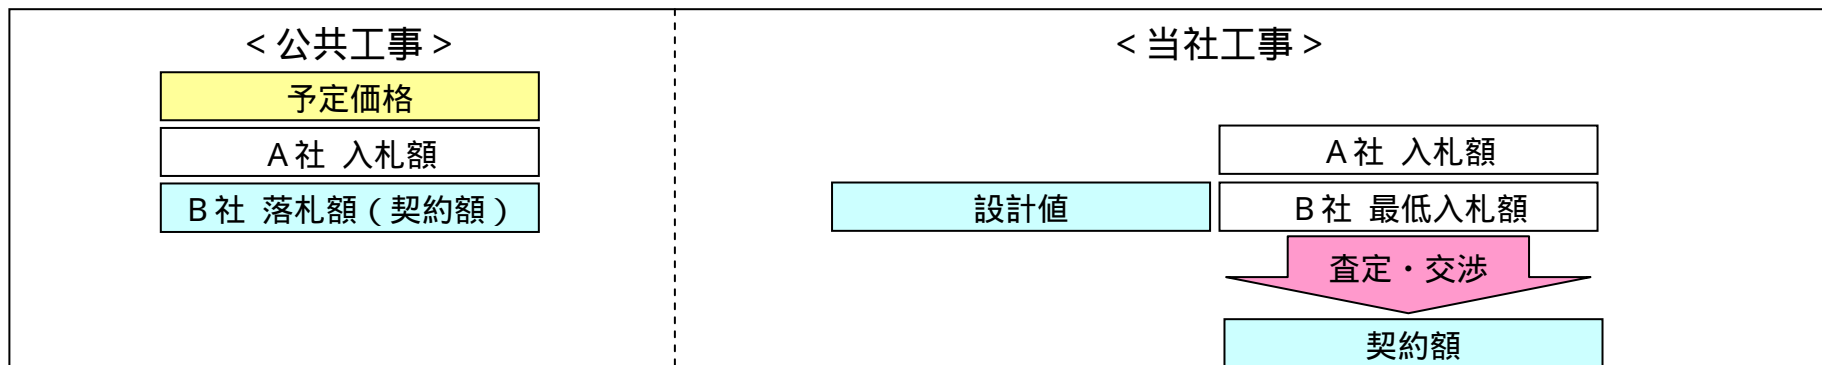 <公共工事>
予定価格
A社 入札額
B社 落札額(契約額)
<当社工事>
A社 入札額
設計値
B社 最低入札額
査定・交渉
契約額